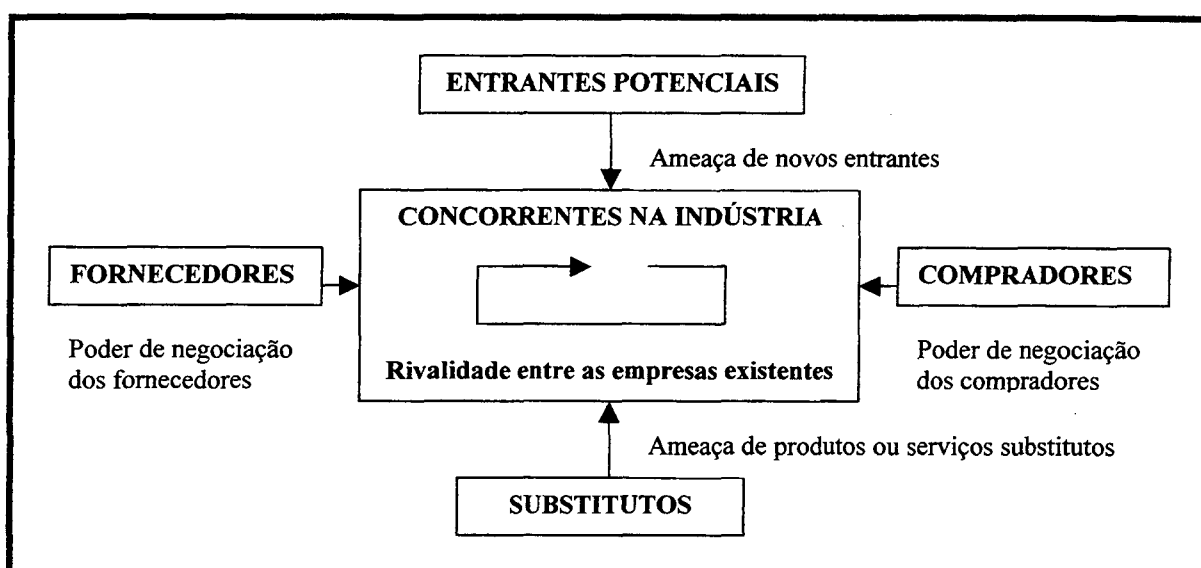 ENTRANTES POTENCIAIS
Ameaça de novos entrantes
CONCORRENTES NA INDÚSTRIA
FORNECEDORES
COMPRADORES
Poder de negociação
dos fornecedores
Rivalidade entre as empresas existentes
Poder de negociação
dos compradores
Ameaça de produtos ou serviços substitutos
SUBSTITUTOS